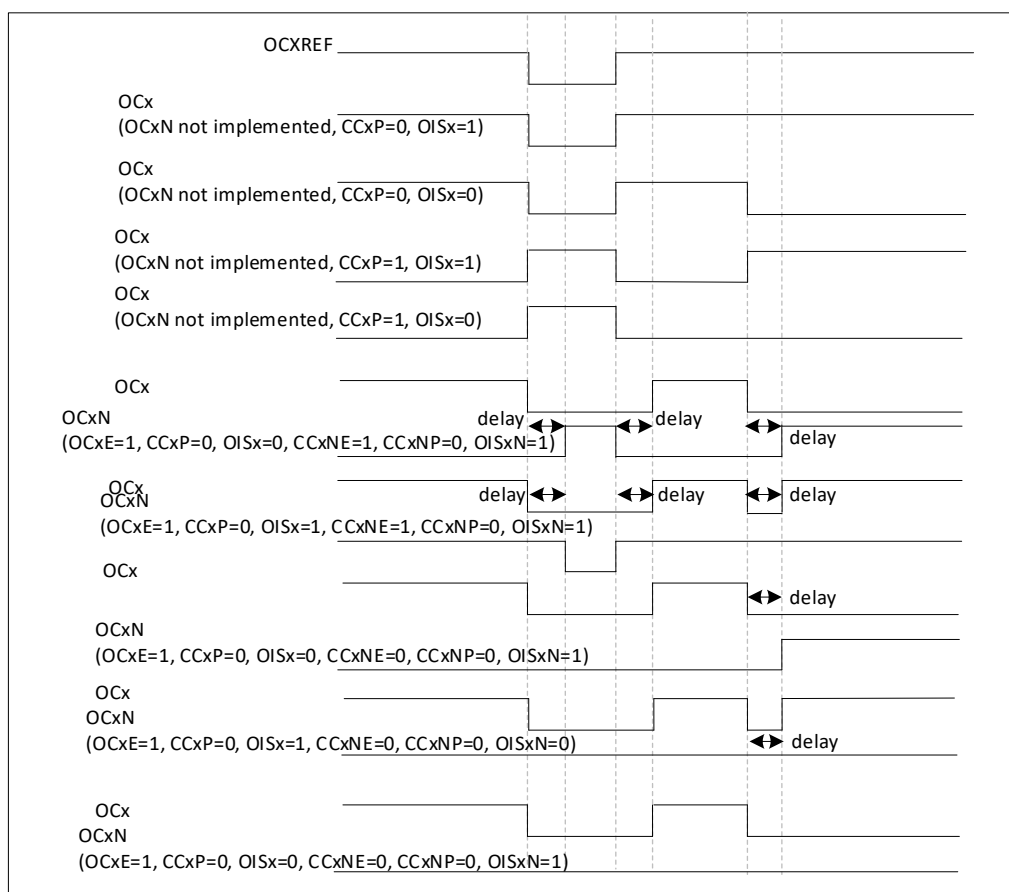 OCXREF
OCx
(OCxN not implemented, CCxP=0, OISx=1)
OCx
(OCxN not implemented, CCxP=0, OISx=0)
OCx
(OCxN not implemented, CCxP=1, OISx=1)
OCx
(OCxN not implemented, CCxP=1, OISx=0)
OCx
OCxN
delay delay delay
(OCxE=1, CCxP=0, OISx=0, CCxNE=1, CCxNP=0, OISxN=1)
OCx
delay delay delay
OCxN
(OCxE=1, CCxP=0, OISx=1, CCxNE=1, CCxNP=0, OISxN=1)
OCx
delay
OCxN
(OCxE=1, CCxP=0, OISx=0, CCxNE=0, CCxNP=0, OISxN=1)
OCx
OCxN
(OCxE=1, CCxP=0, OISx=1, CCxNE=0, CCxNP=0, OISxN=0)
delay
OCx
OCxN
(OCxE=1, CCxP=0, OISx=0, CCxNE=0, CCxNP=0, OISxN=1)